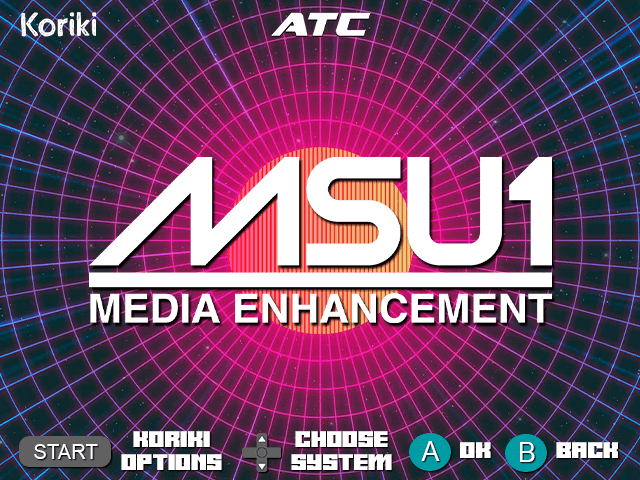 Koriki
ATC
MSU1
MEDIA ENHANCEMENT
START
KORIKI
OPTIONS
CHOOSE
SYSTEM
A
OK
B
BACK